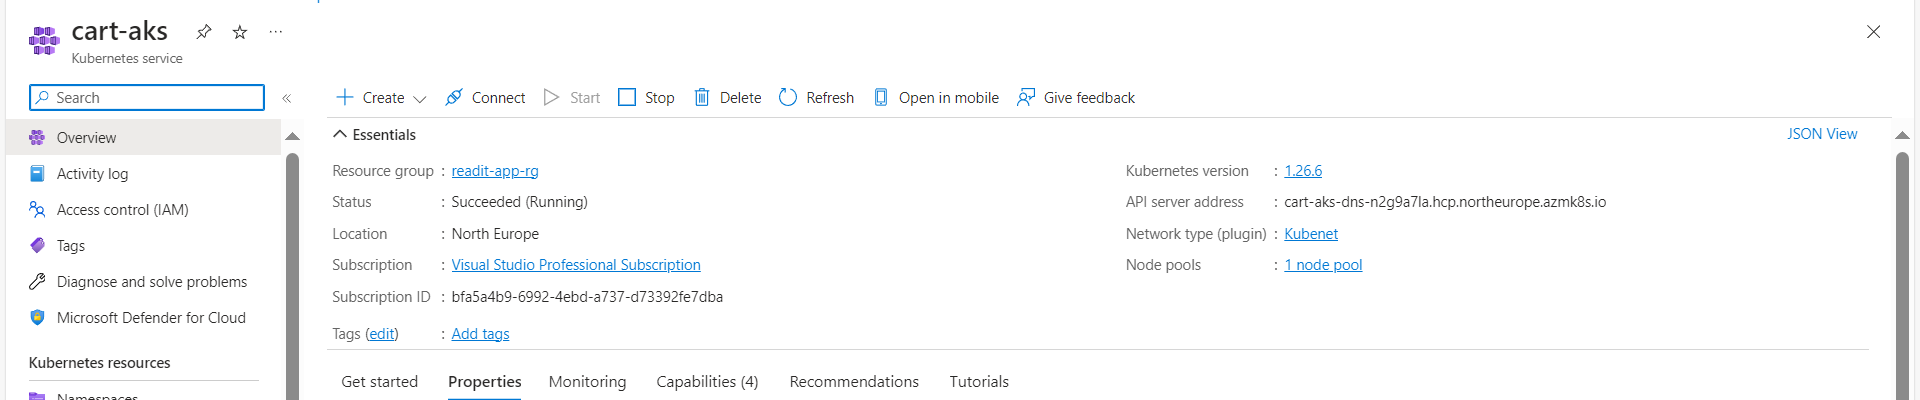 cart-aks
Kubernetes service
Search
Create
Connect
Start
Stop
Delete
Refresh
Open in mobile
Give feedback
Overview
Activity log
Access control (IAM)
Tags
Diagnose and solve problems
Microsoft Defender for Cloud
Kubernetes resources
Namespaces
Essentials
JSON View
Resource group : readit-app-rg
Status : Succeeded (Running)
Location : North Europe
Subscription : Visual Studio Professional Subscription
Subscription ID : bfa5a4b9-6992-4ebd-a737-d73392fe7dba
Tags (edit) : Add tags
Kubernetes version : 1.26.6
API server address : cart-aks-dns-n2g9a7la.hcp.northeurope.azmk8s.io
Network type (plugin) : Kubenet
Node pools : 1 node pool
Get started
Properties
Monitoring
Capabilities (4)
Recommendations
Tutorials